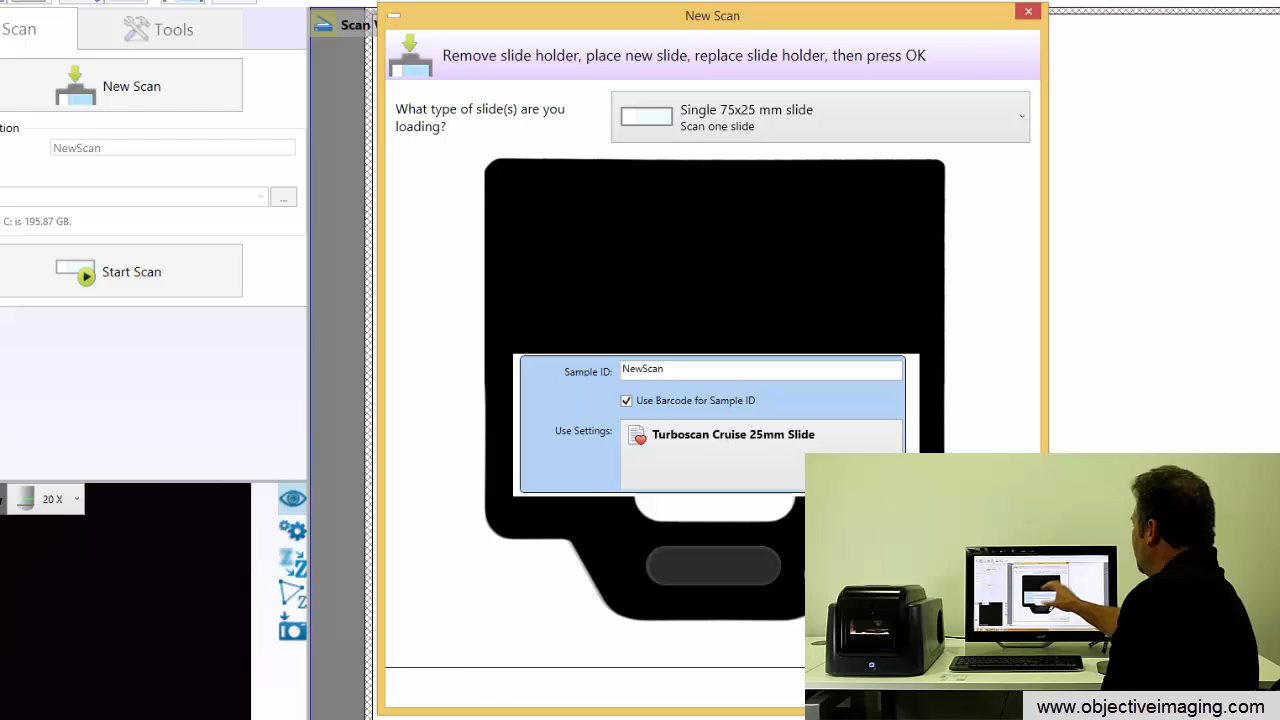 Scan
Tools
New Scan
tion
NewScan
...
C: is 195.87 GB.
Start Scan
20 X
Scan
New Scan
Remove slide holder, place new slide, replace slide holder, then press OK
What type of slide(s) are you
loading?
Single 75x25 mm slide
Scan one slide
Sample ID:
NewScan
Use Barcode for Sample ID
Use Settings:
Turboscan Cruise 25mm Slide
www.objectiveimaging.com